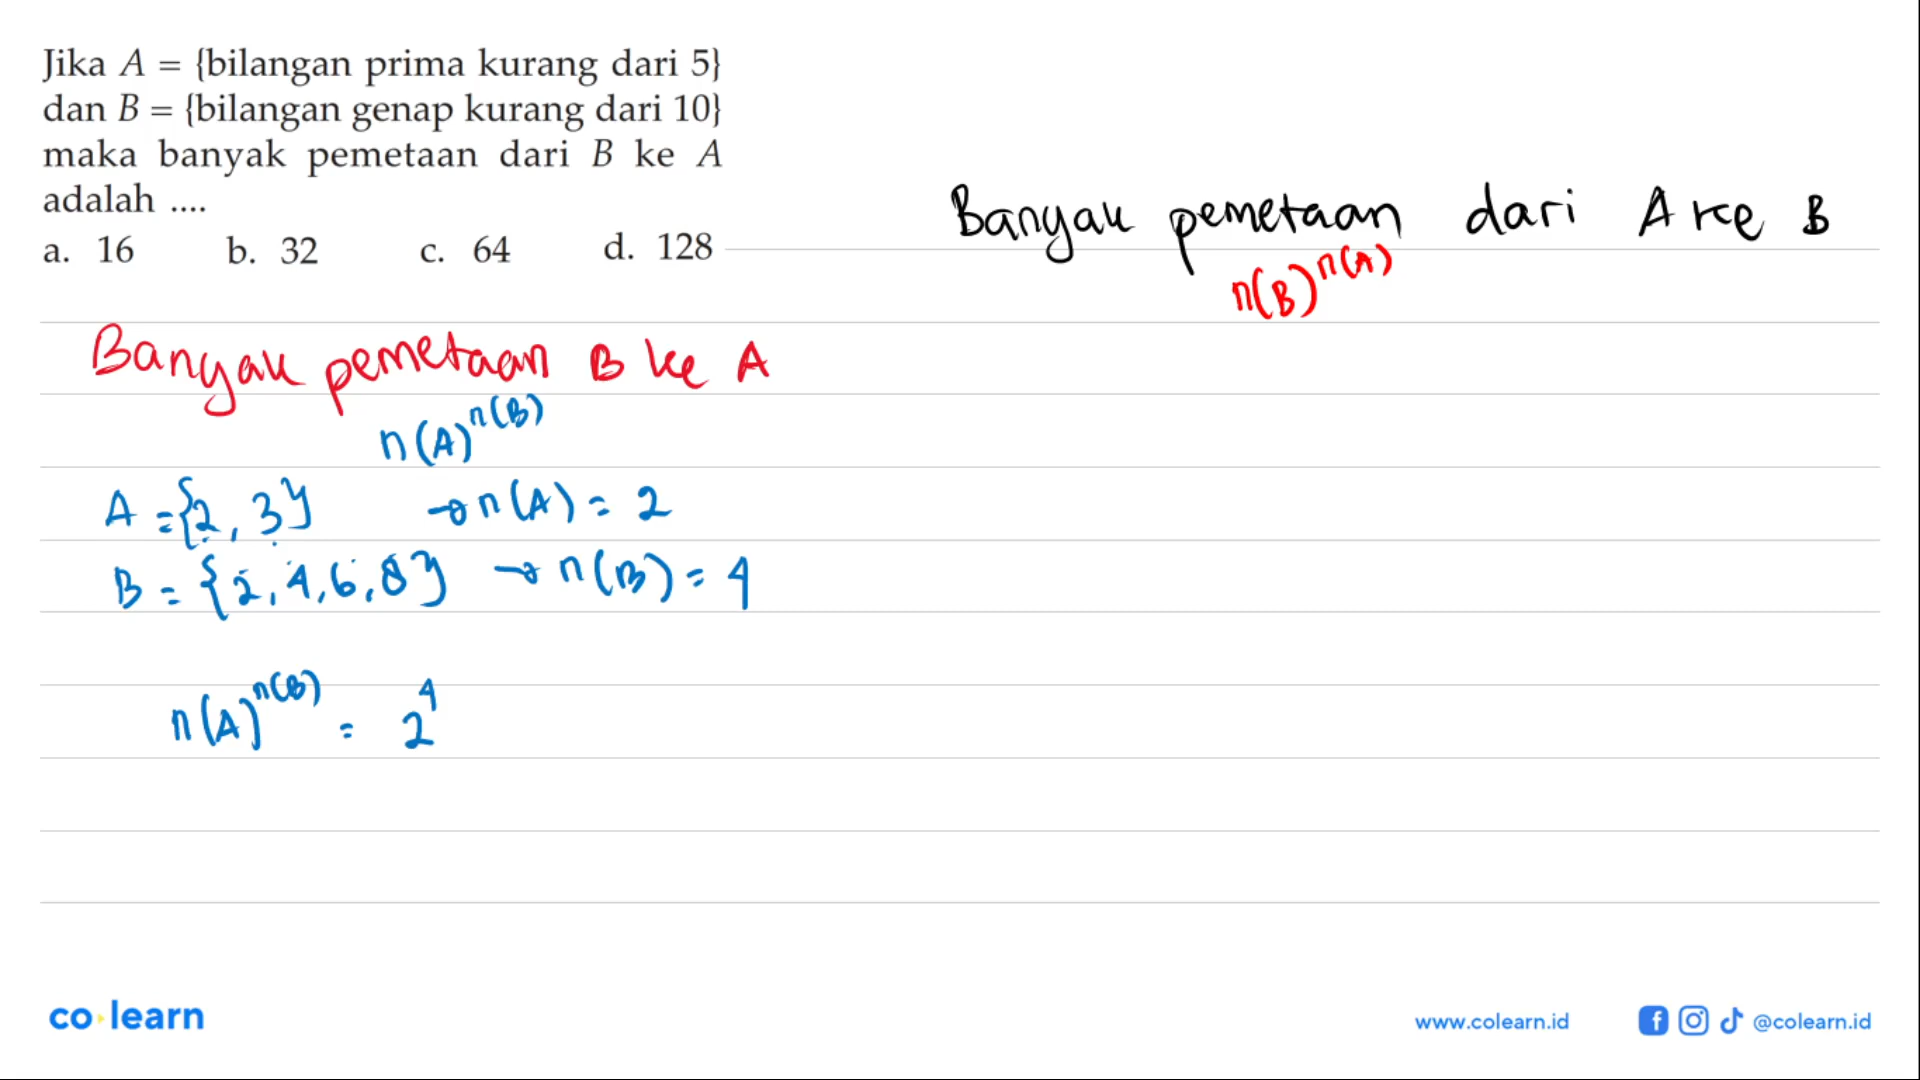 Jika A = {bilangan prima kurang dari 5}
dan B = {bilangan genap kurang dari 10}
maka banyak pemetaan dari B ke A
adalah ....
a. 16 b. 32 c. 64 d. 128
Banyak pemetaan dari A ke B
n(B)^n(A)
Banyak pemetaan B ke A
n(A)^n(B)
A = {2, 3} → n(A) = 2
B = {2, 4, 6, 8} → n(B) = 4
n(A)^n(B) = 2^4
co learn
www.colearn.id @colearn.id